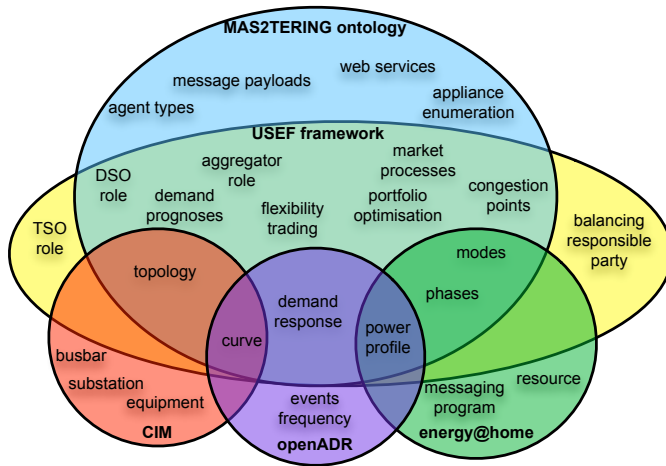 MAS2TERING ontology
message payloads
web services
agent types
appliance
enumeration
USEF framework
DSO
role
aggregator
role
market
processes
demand
prognoses
flexibility
trading
portfolio
optimisation
congestion
points
TSO
role
balancing
responsible
party
topology
modes
demand
response
phases
curve
power
profile
busbar
substation
equipment
events
frequency
messaging
program
resource
CIM
openADR
energy@home